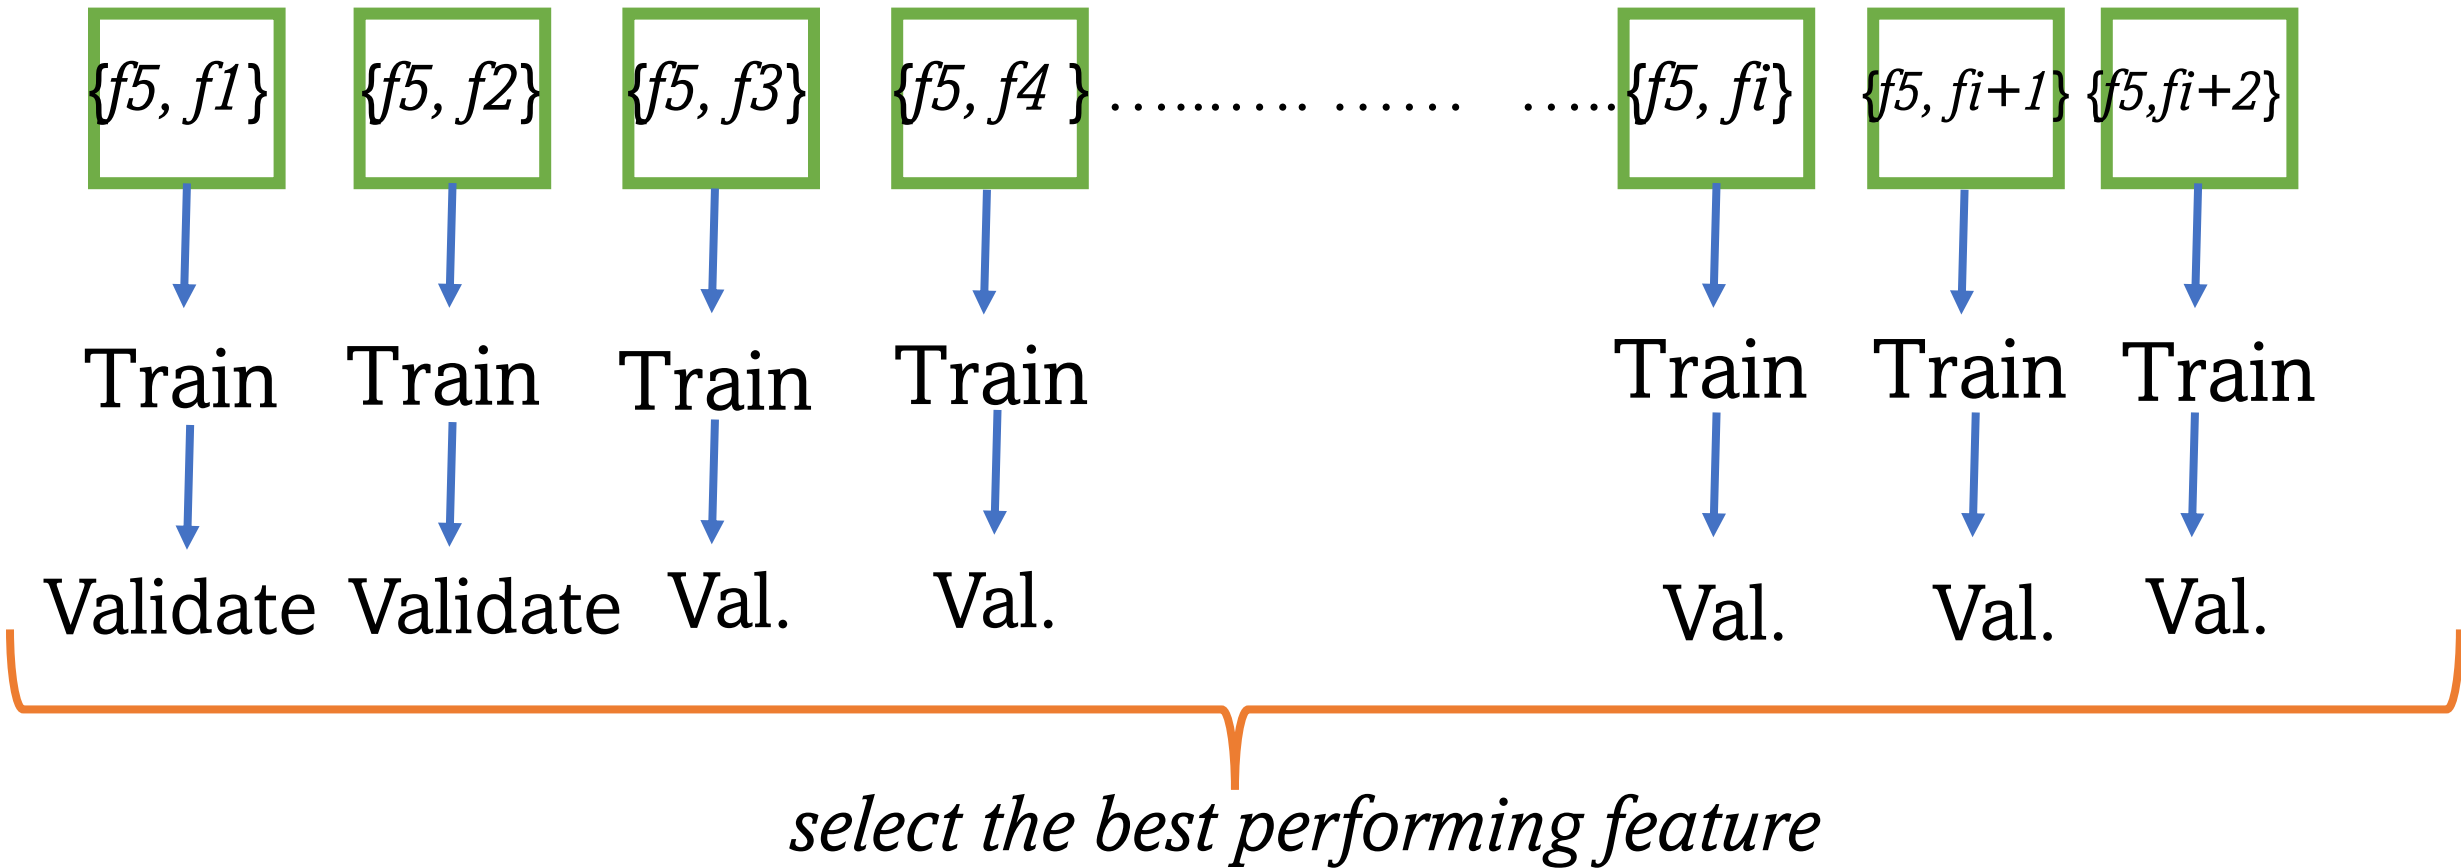 {f5, f1} {f5, f2} {f5, f3} {f5, f4 } ................ ...... .....{f5, fi} {f5, fi+1} {f5,fi+2}
Train Train Train Train Train Train Train
Validate Validate Val. Val. Val. Val. Val.
select the best performing feature